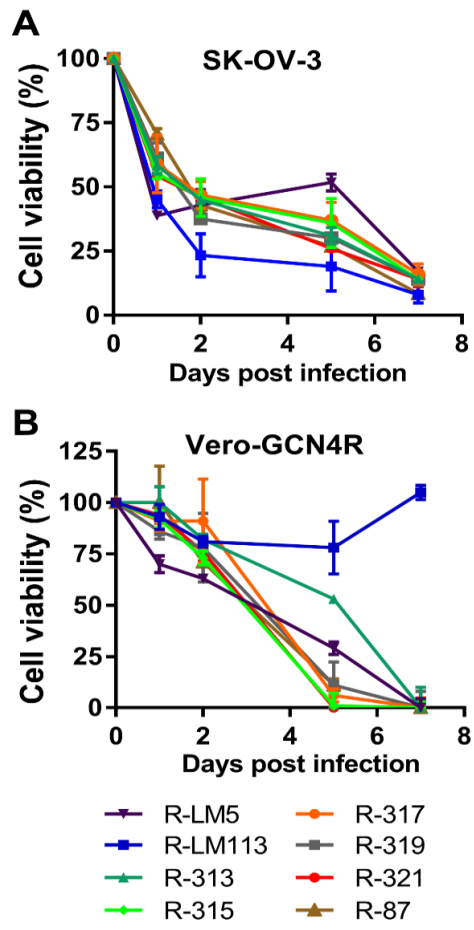 A
SK-OV-3
Cell viability (%)
100
75
50
25
0
0 2 4 6 8
Days post infection
B
Vero-GCN4R
Cell viability (%)
125
100
75
50
25
0
0 2 4 6 8
Days post infection
R-LM5 R-317
R-LM113 R-319
R-313 R-321
R-315 R-87